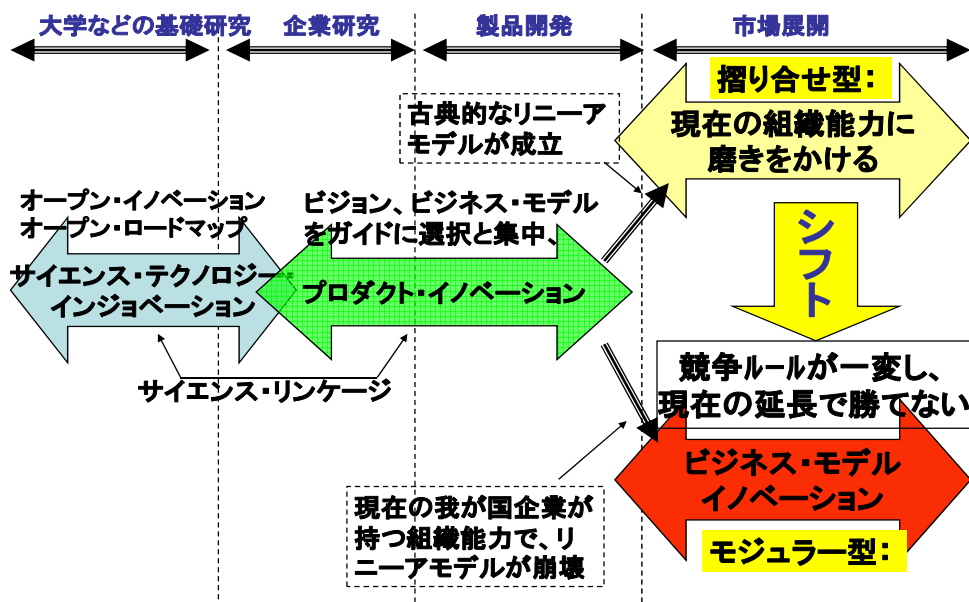 大学などの基礎研究
企業研究
製品開発
市場展開
摺り合せ型：
現在の組織能力に
磨きをかける
古典的なリニーア
モデルが成立
オープン・イノベーション
オープン・ロードマップ
ビジョン、ビジネス・モデル
をガイドに選択と集中、
サイエンス・テクノロジー
インジョベーション
プロダクト・イノベーション
シフト
サイエンス・リンケージ
競争ルールが一変し、
現在の延長で勝てない
ビジネス・モデル
イノベーション
モジュラー型：
現在の我が国企業が
持つ組織能力で、リ
ニーアモデルが崩壊